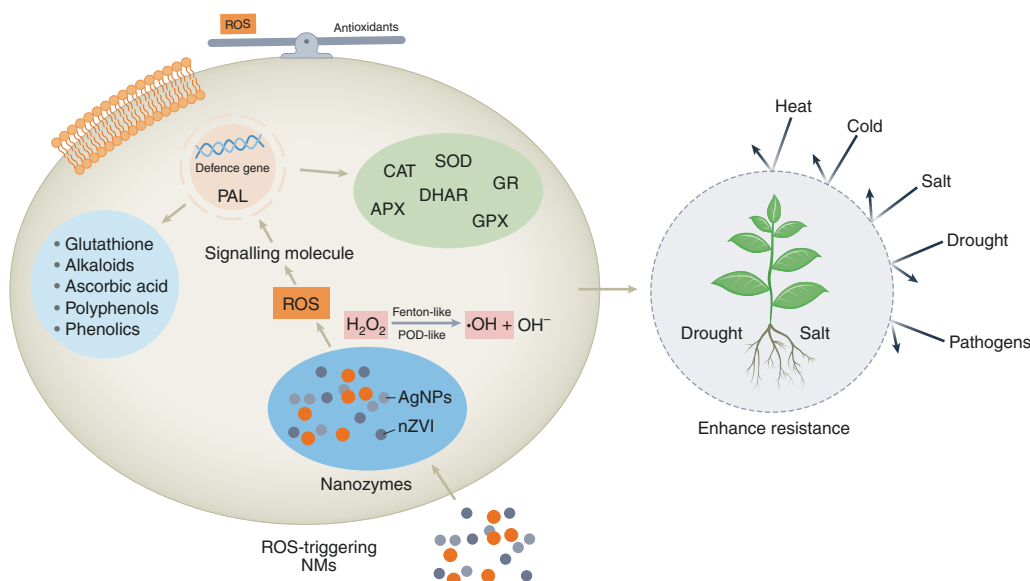 ROS
Antioxidants
Defence gene
PAL
CAT
SOD
GR
DHAR
APX
GPX
• Glutathione
• Alkaloids
• Ascorbic acid
• Polyphenols
• Phenolics
Signalling molecule
ROS
H₂O₂
Fenton-like
POD-like
•OH + OH⁻
AgNPs
nZVI
Nanozymes
ROS-triggering
NMs
Heat
Cold
Salt
Drought
Pathogens
Drought
Salt
Enhance resistance